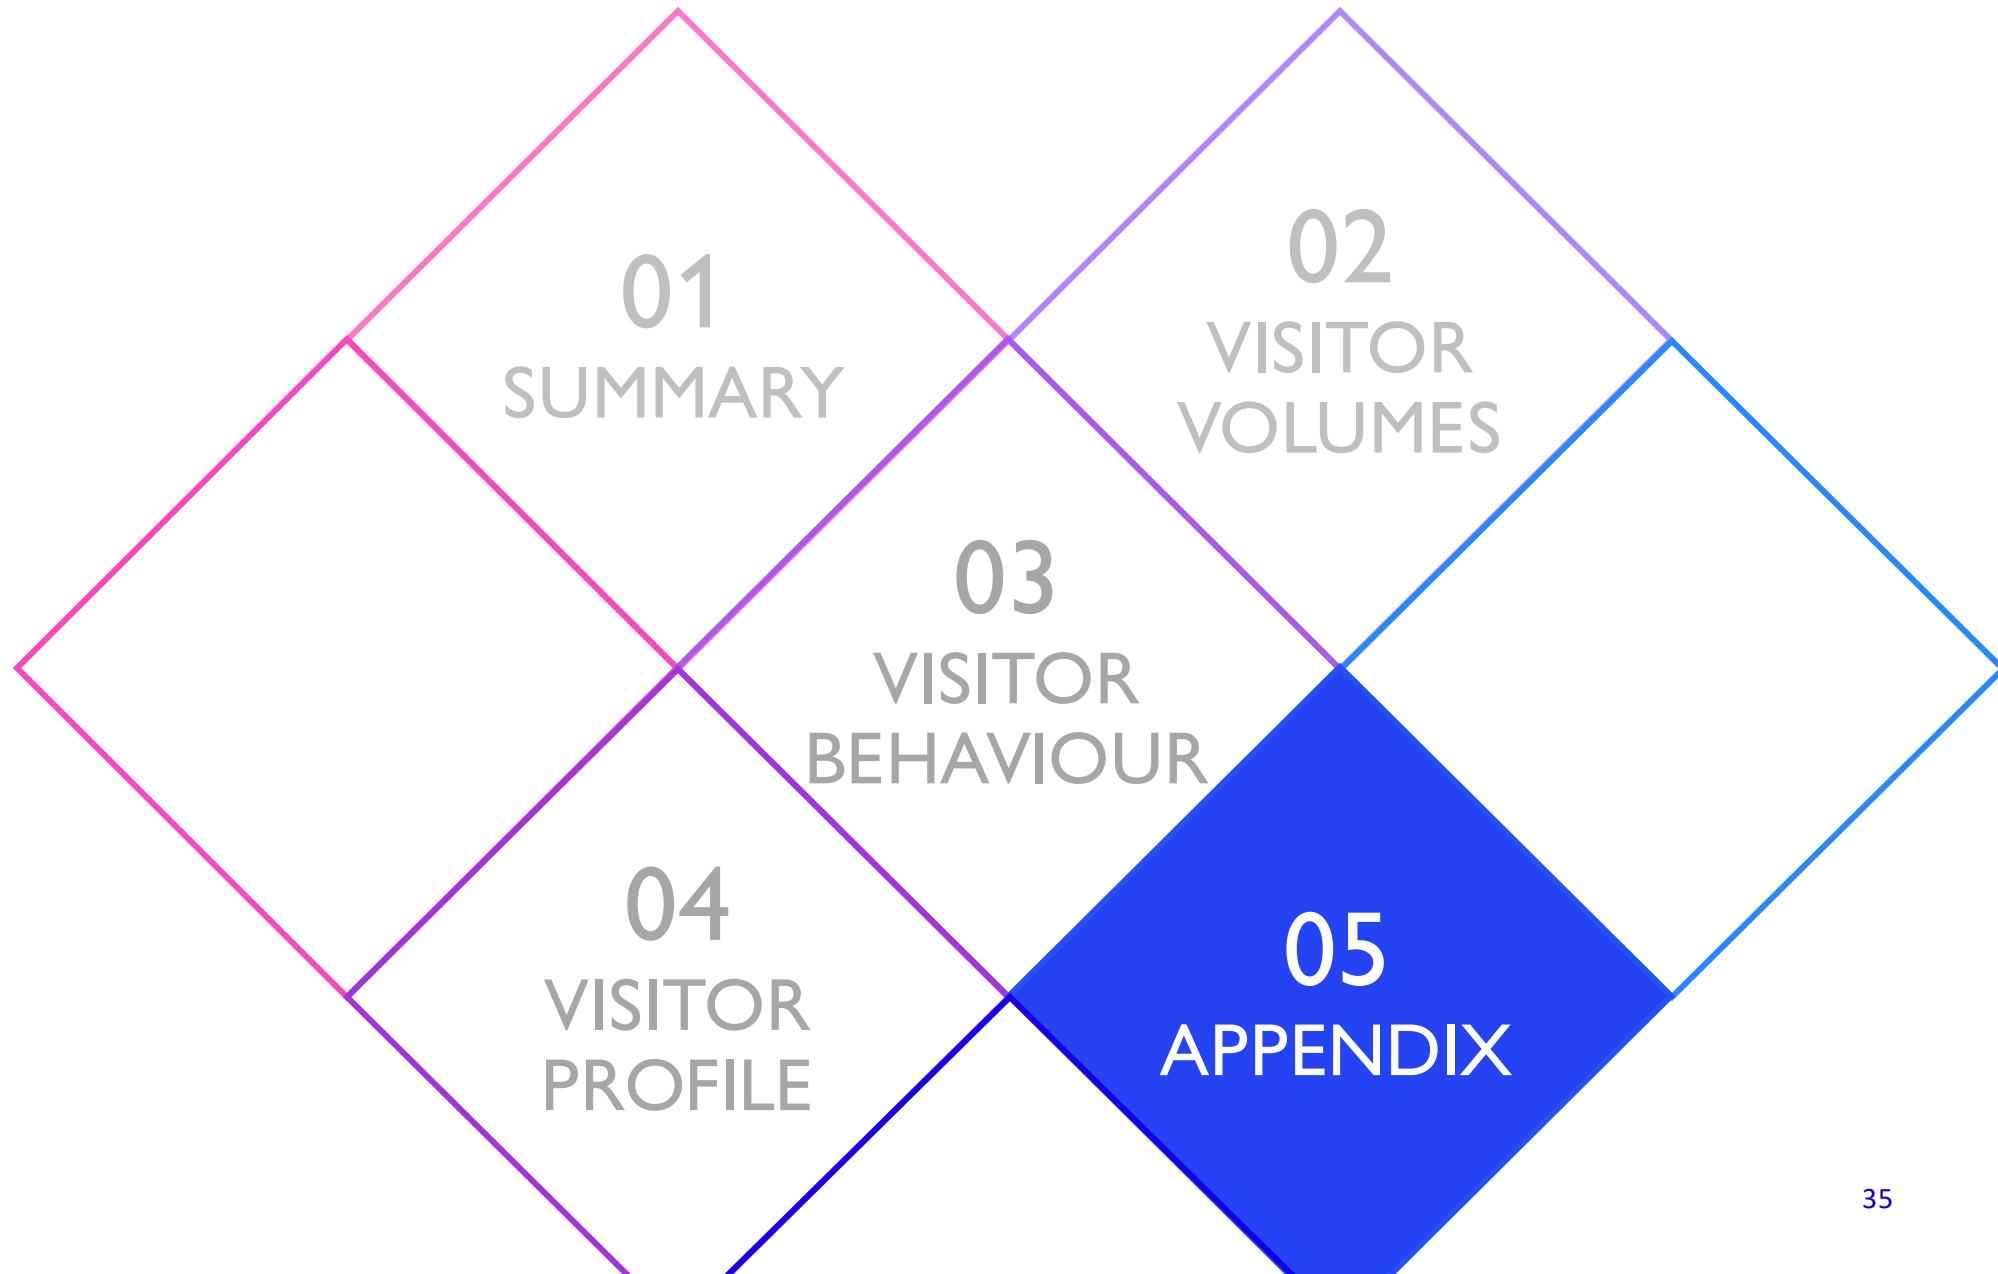 01
SUMMARY
02
VISITOR
VOLUMES
03
VISITOR
BEHAVIOUR
04
VISITOR
PROFILE
05
APPENDIX
35